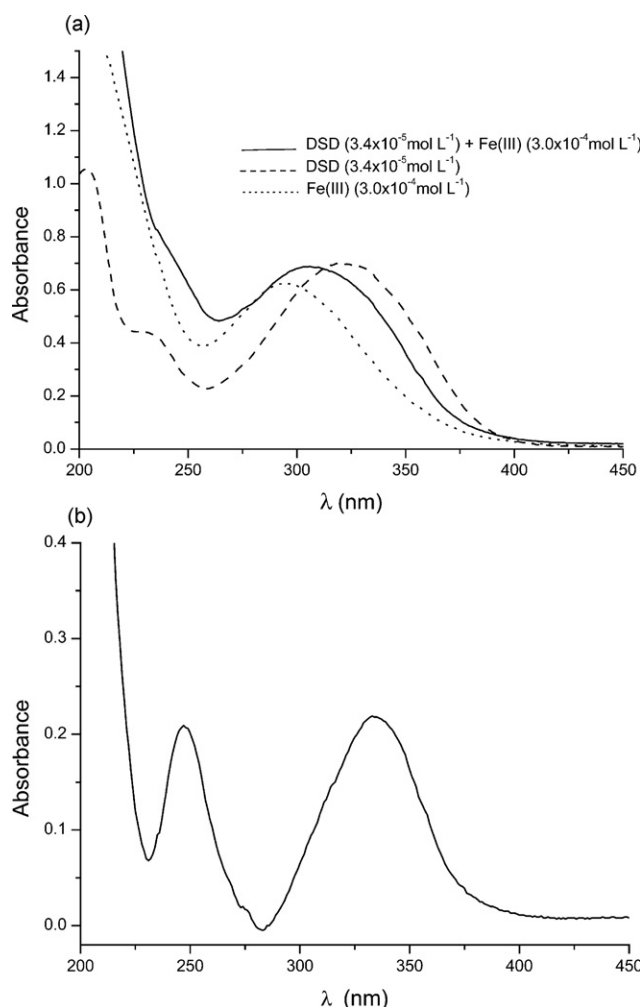 (a)
1.4
1.2
1.0
0.8
0.6
0.4
0.2
0.0
Absorbance
DSD (3.4x10⁻⁵mol L⁻¹) + Fe(III) (3.0x10⁻⁴mol L⁻¹)
DSD (3.4x10⁻⁵mol L⁻¹)
Fe(III) (3.0x10⁻⁴mol L⁻¹)
200 250 300 350 400 450
λ (nm)
(b)
0.4
0.3
0.2
0.1
0.0
Absorbance
200 250 300 350 400 450
λ (nm)